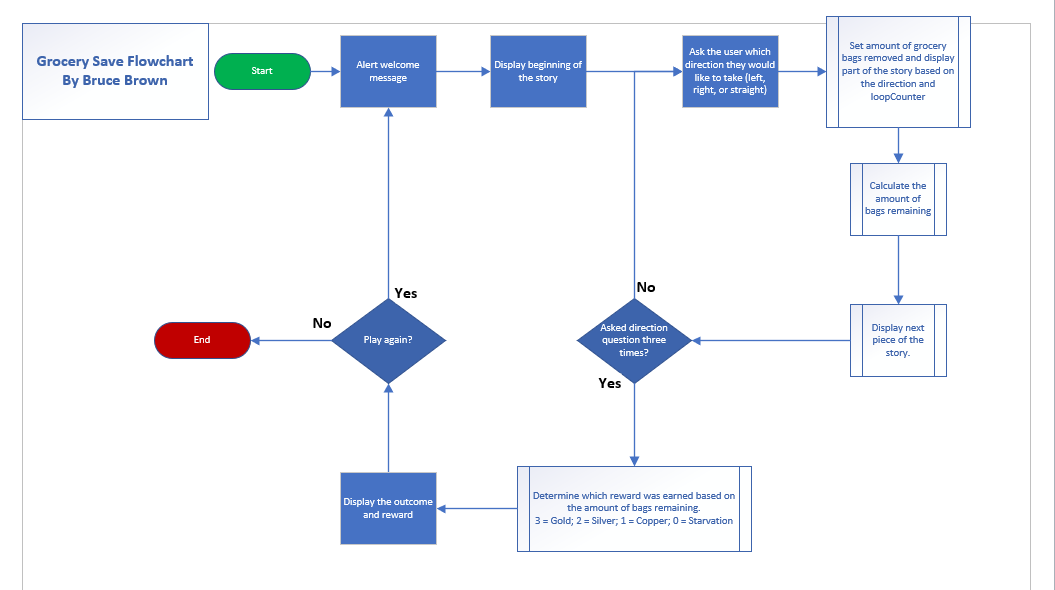 Grocery Save Flowchart
By Bruce Brown
Start
Alert welcome
message
Display beginning of
the story
Ask the user which
direction they would
like to take (left,
right, or straight)
Set amount of grocery
bags removed and display
part of the story based on
the direction and
loopCounter
Calculate the
amount of
bags remaining
Display next
piece of the
story.
No
Asked direction
question three
times?
Yes
Yes
Play again?
No
End
Determine which reward was earned based on
the amount of bags remaining.
3 = Gold; 2 = Silver; 1 = Copper; 0 = Starvation
Display the outcome
and reward